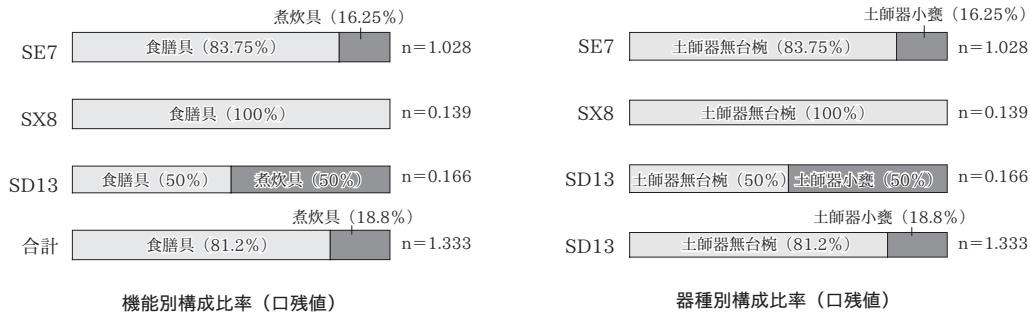 煮炊具（16.25%）
SE7 食膳具（83.75%） n＝1.028
SX8 食膳具（100%） n＝0.139
SD13 食膳具（50%） 煮炊具（50%） n＝0.166
煮炊具（18.8%）
合計 食膳具（81.2%） n＝1.333
機能別構成比率（口残値）
土師器小甕（16.25%）
SE7 土師器無台椀（83.75%） n＝1.028
SX8 土師器無台椀（100%） n＝0.139
SD13 土師器無台椀（50%） 土師器小甕（50%） n＝0.166
土師器小甕（18.8%）
SD13 土師器無台椀（81.2%） n＝1.333
器種別構成比率（口残値）